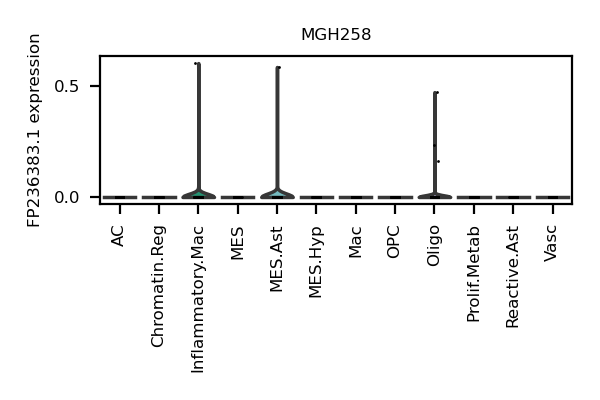 MGH258
FP236383.1 expression
0.5
0.0
AC
Chromatin.Reg
Inflammatory.Mac
MES
MES.Ast
MES.Hyp
Mac
OPC
Oligo
Prolif.Metab
Reactive.Ast
Vasc